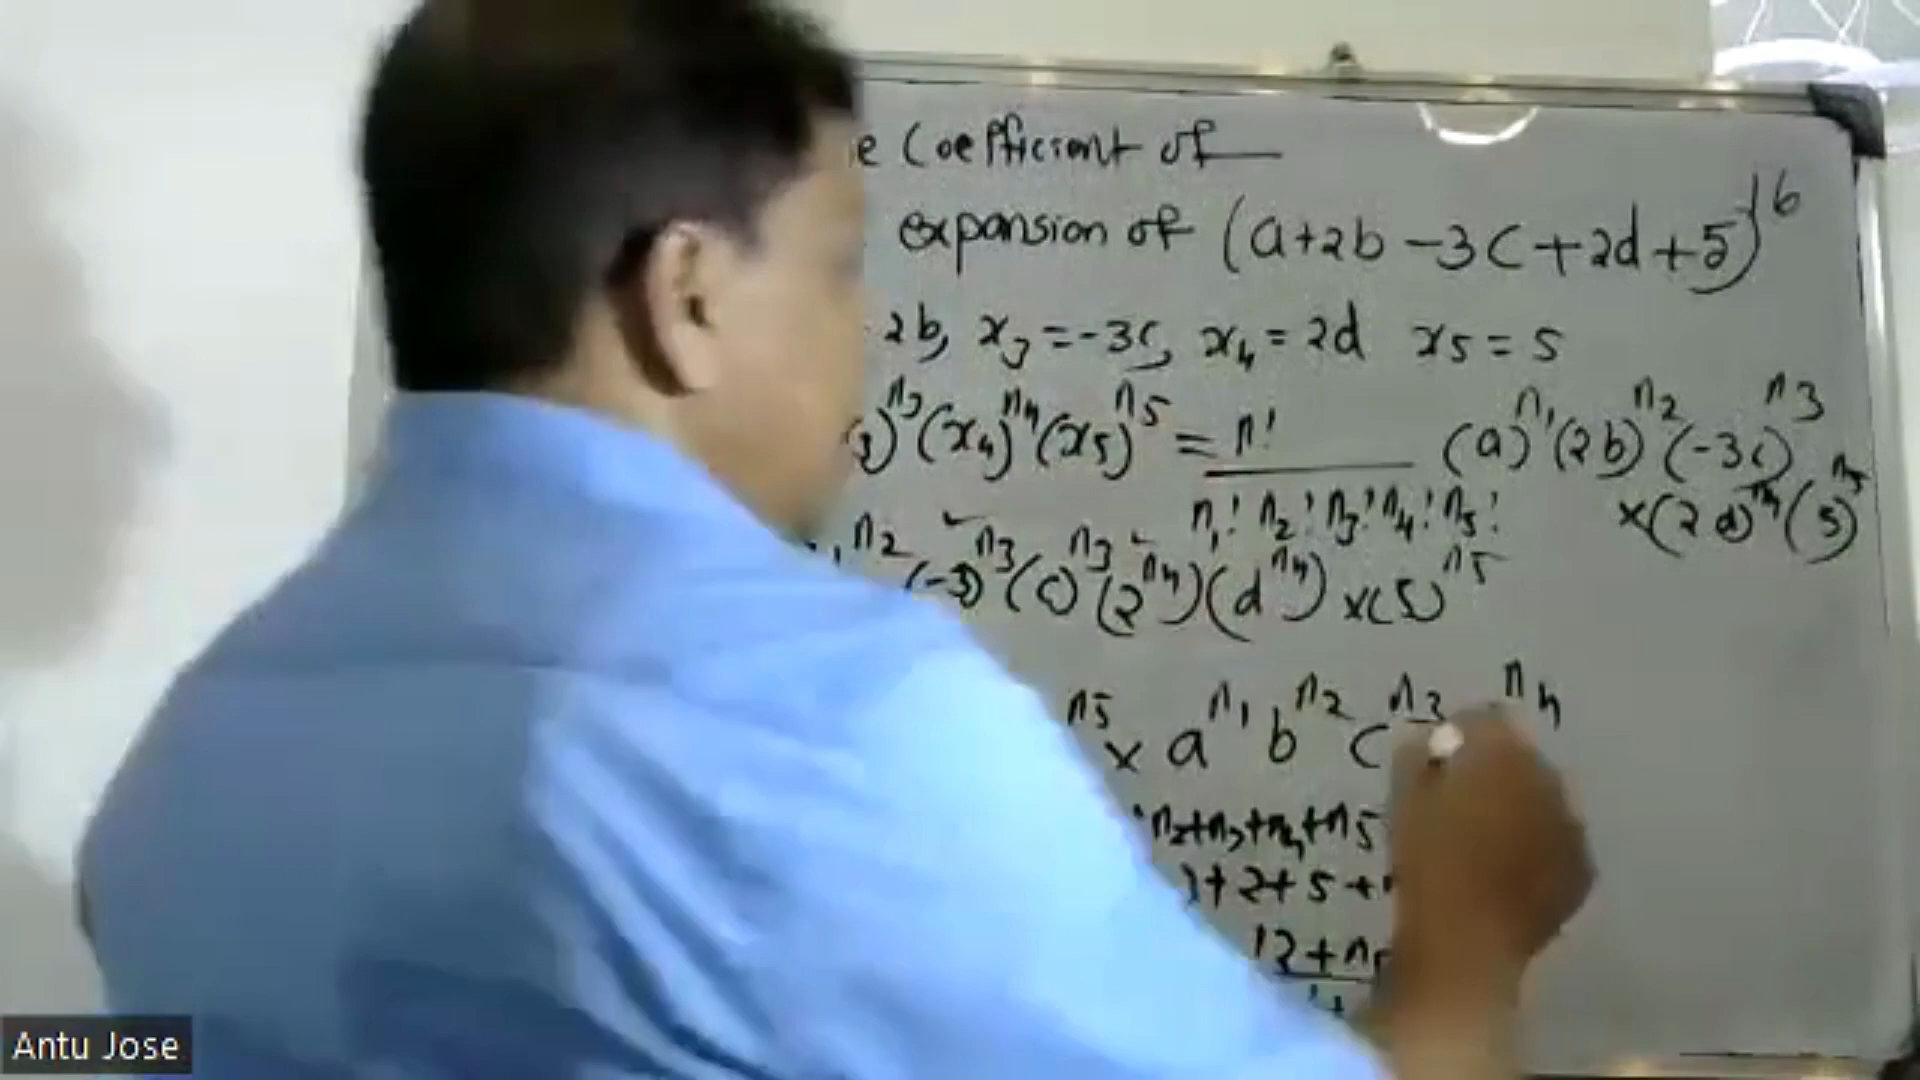 e Coefficient of
expansion of (a+2b-3c+2d+5)^16
2b, x₃=-3c, x₄=2d x₅=5
)^n₃(x₄)^n₄(x₅)^n₅ = n!/(n₁! n₂! n₃! n₄! n₅!) (a)^n₁(2b)^n₂(-3c)^n₃
×(2d)^n₄(5)^n₅
n₂ (-3)^n₃(c)^n₃(2^n₄)(d^n₄)×(5)^n₅
n₅ × a^n₁ b^n₂ c^n₃ n₄
n₂+n₃+n₄+n₅
+2+5+
12+n₅
Antu Jose